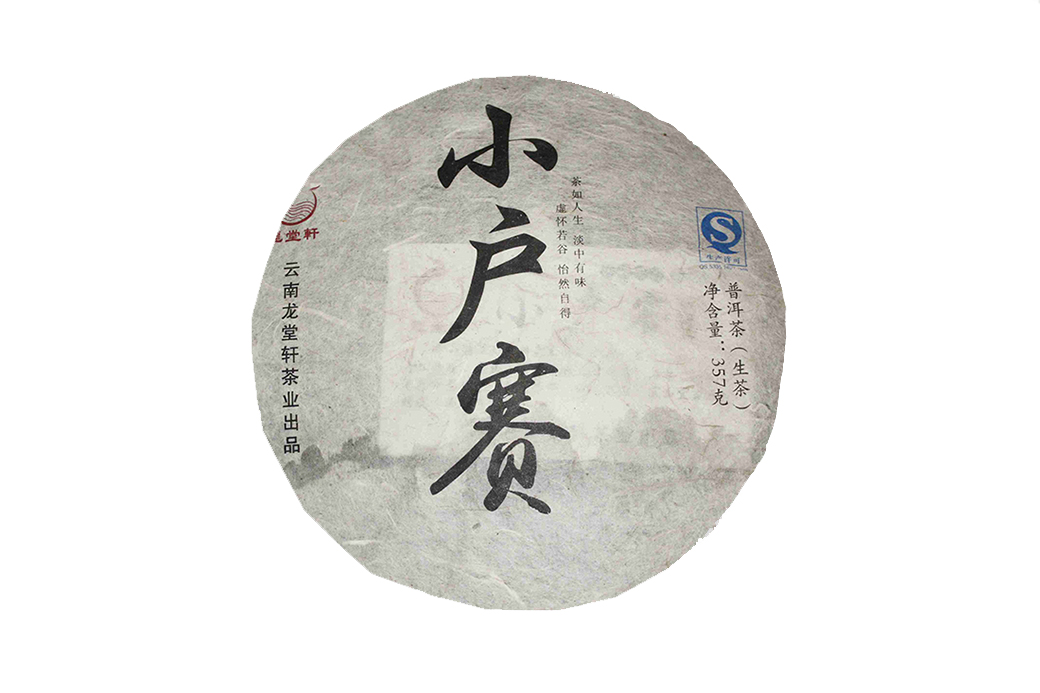 小户赛
茶如人生 淡中有味
虚怀若谷 怡然自得
龙堂軒
云南龙堂轩茶业出品
生产许可
普洱茶（生茶）
净含量：357克